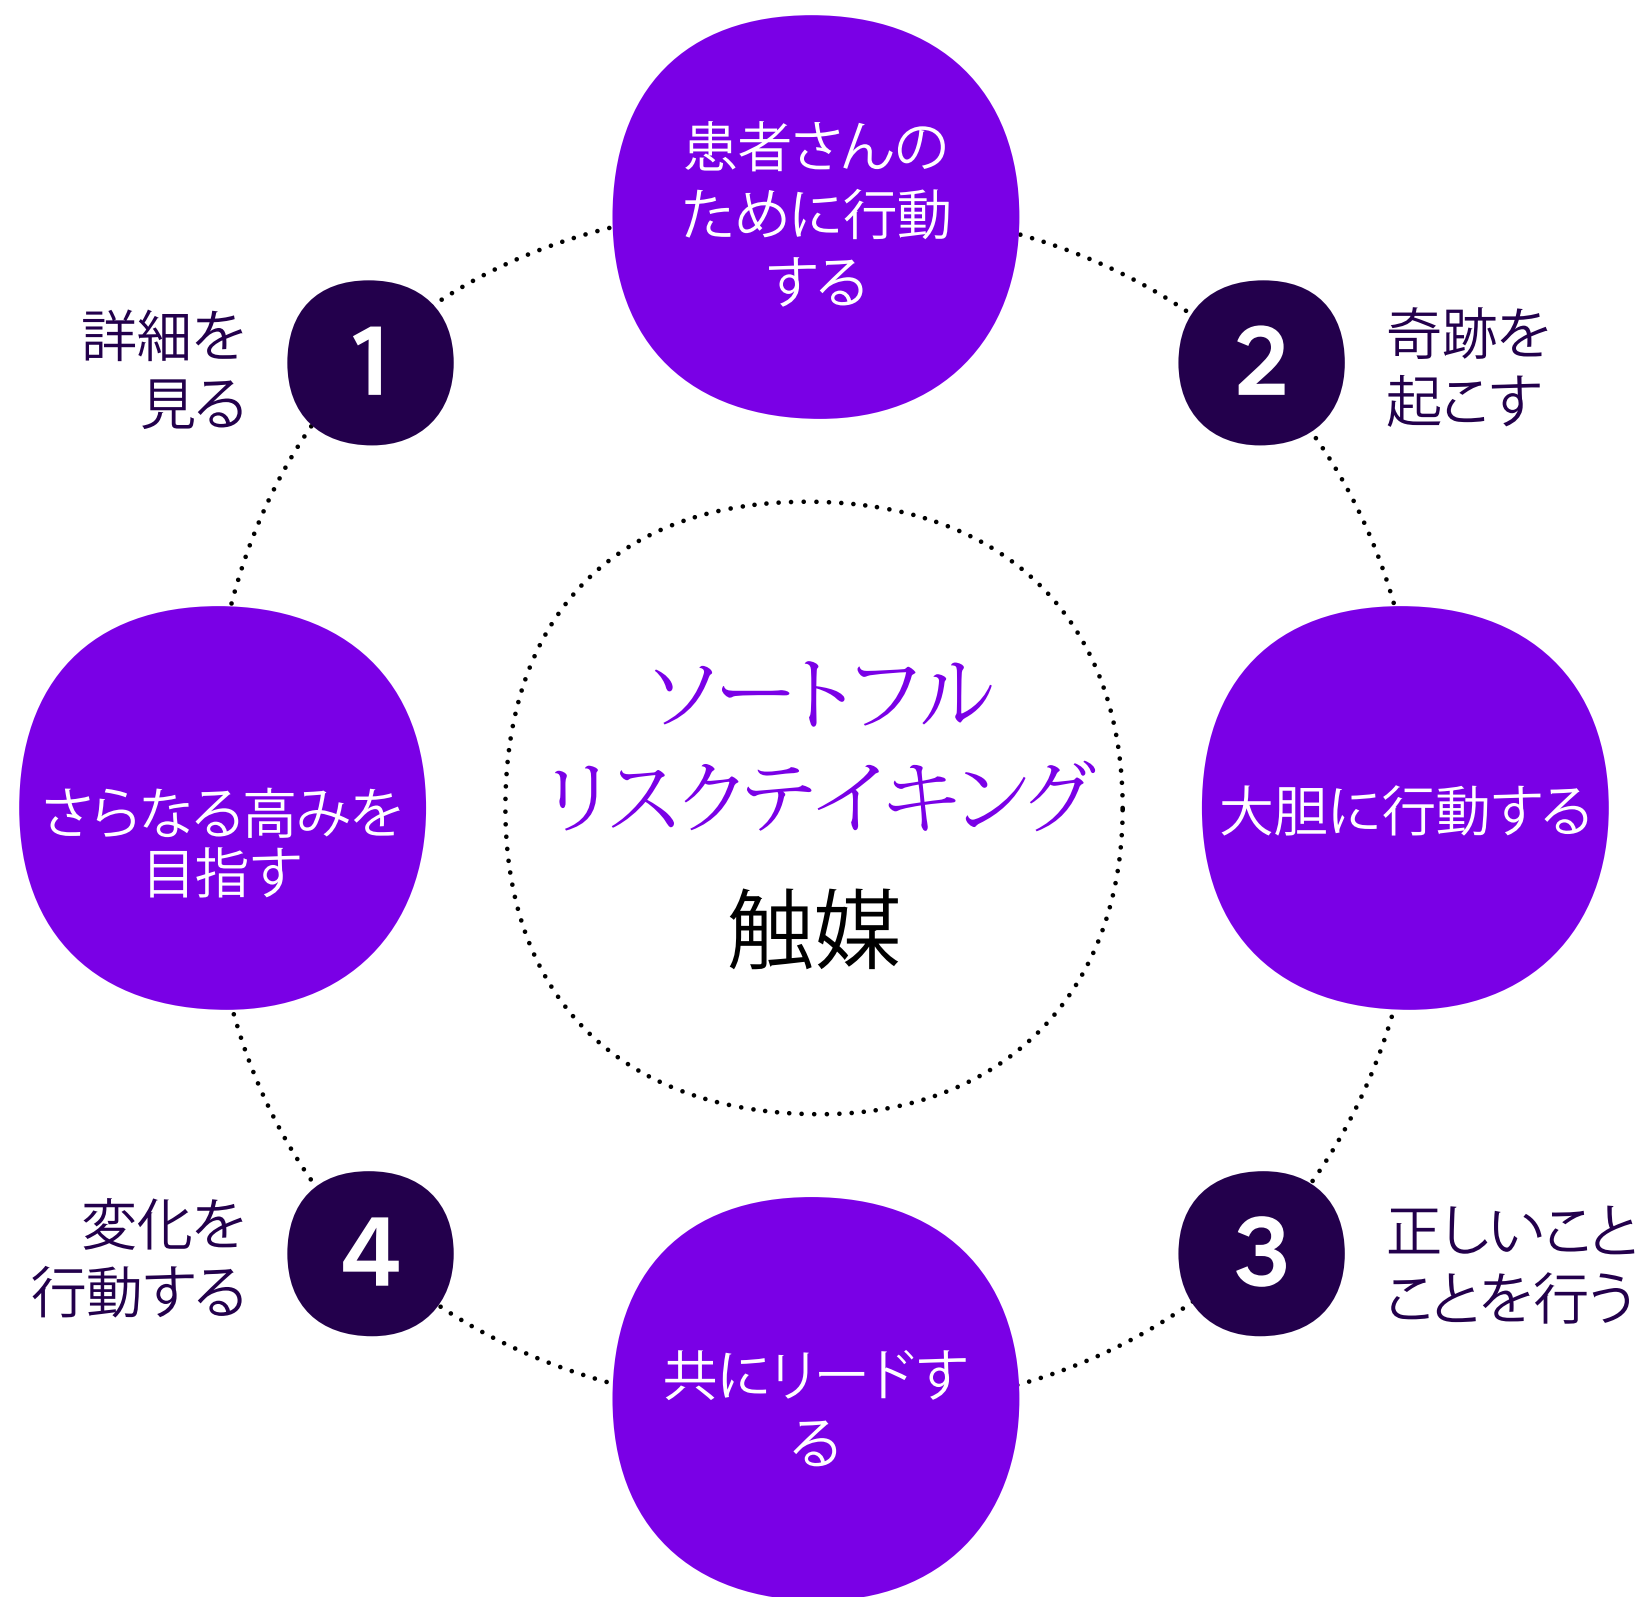 患者さんの
ために行動
する
1
詳細を
見る
2
奇跡を
起こす
ソートフル
リスクテイキング
触媒
さらなる高みを
目指す
大胆に行動する
4
変化を
行動する
3
正しいこと
ことを行う
共にリードす
る